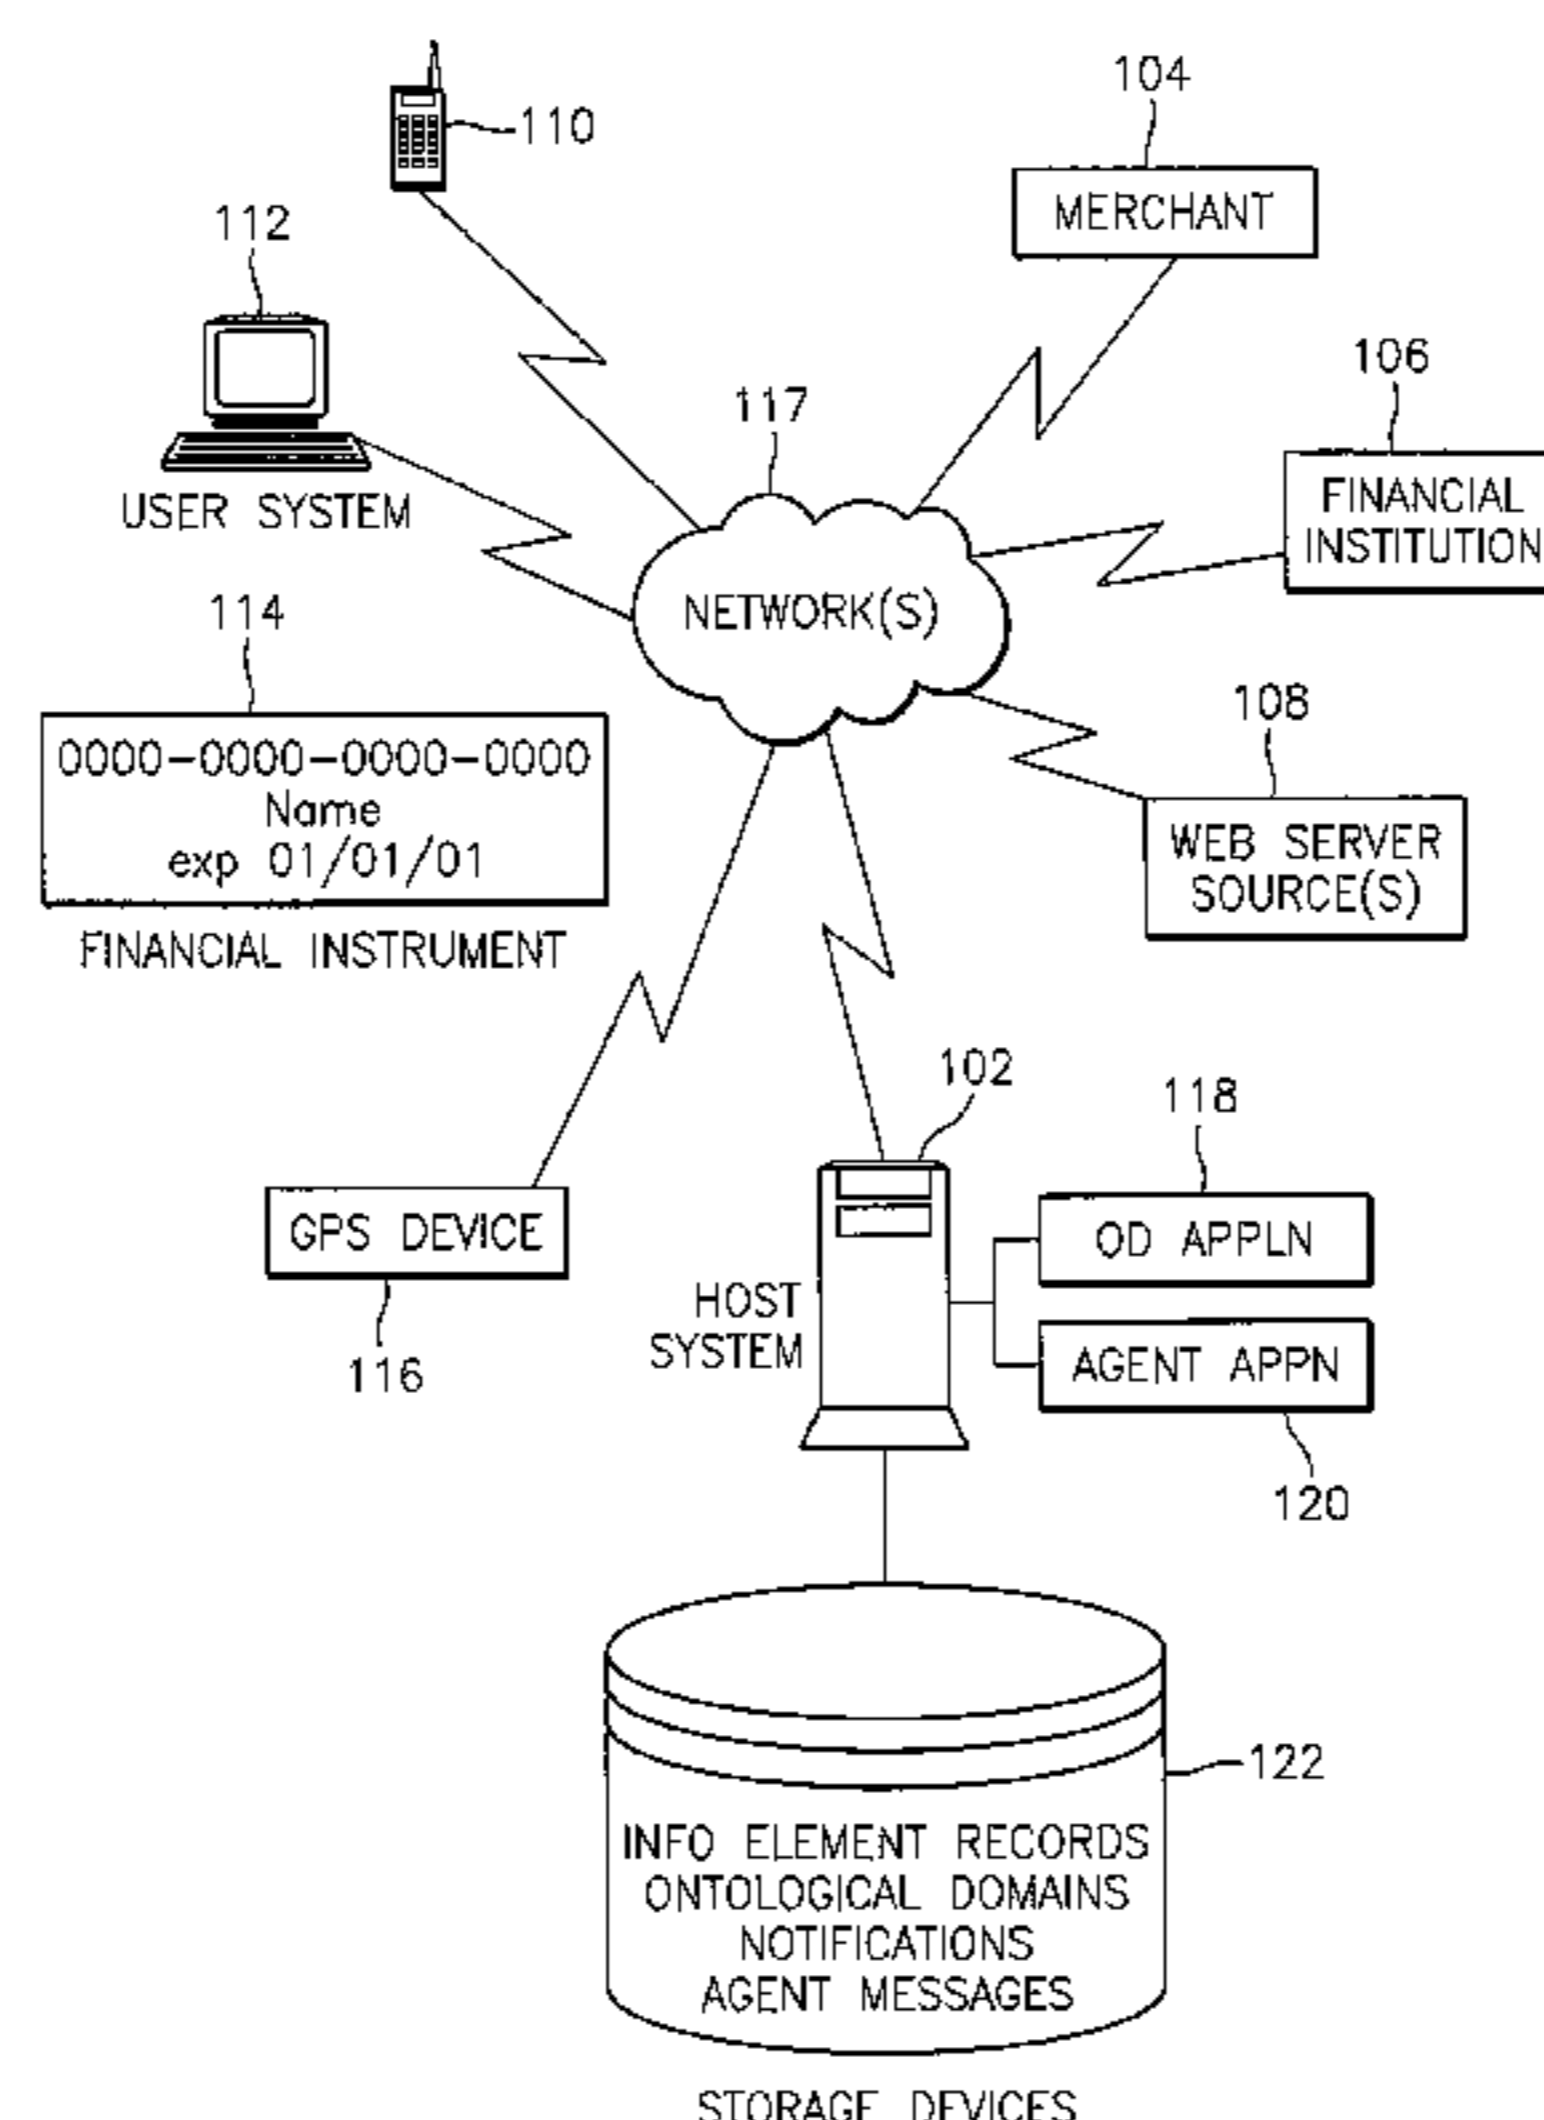 110
104
MERCHANT
112
USER SYSTEM
117
NETWORK(S)
106
FINANCIAL
INSTITUTION
114
0000-0000-0000-0000
Name
exp 01/01/01
FINANCIAL INSTRUMENT
108
WEB SERVER
SOURCE(S)
GPS DEVICE
116
102
HOST
SYSTEM
118
OD APPLN
AGENT APPN
120
122
INFO ELEMENT RECORDS
ONTOLOGICAL DOMAINS
NOTIFICATIONS
AGENT MESSAGES
STORAGE DEVICES